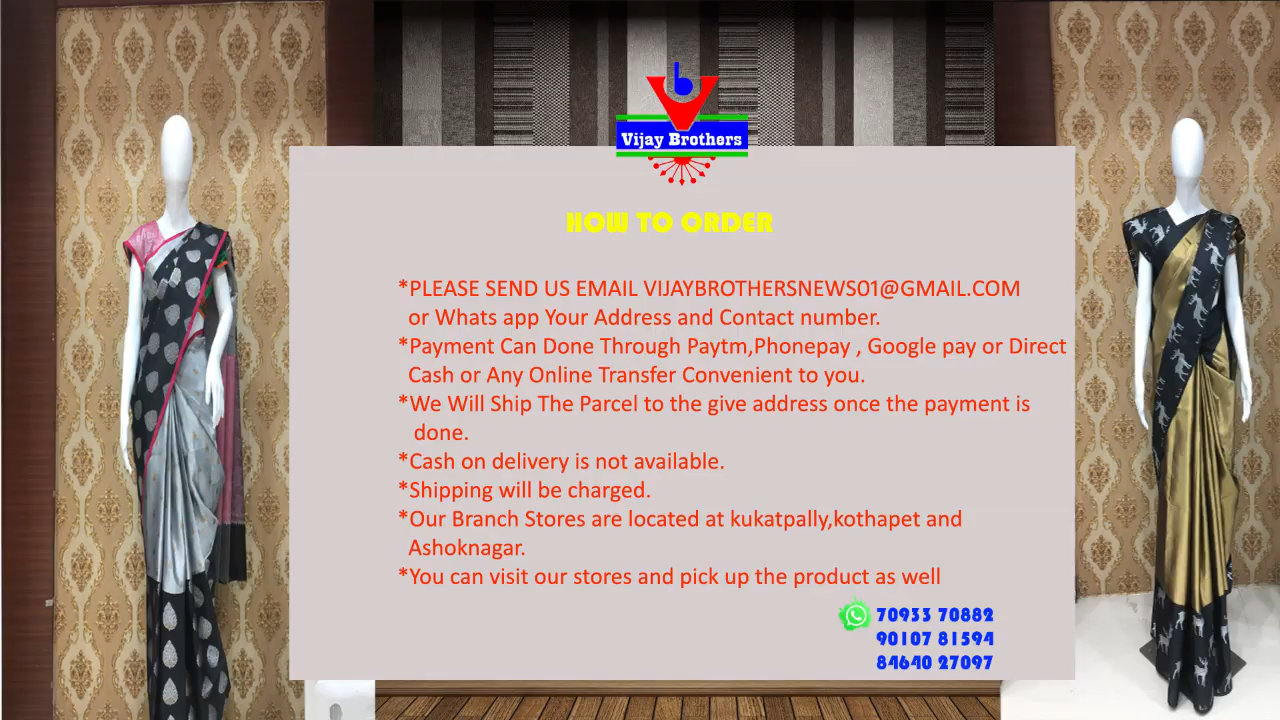 b
Vijay Brothers
HOW TO ORDER
*PLEASE SEND US EMAIL VIJAYBROTHERSNEWS01@GMAIL.COM
or Whats app Your Address and Contact number.
*Payment Can Done Through Paytm,Phonepay , Google pay or Direct
Cash or Any Online Transfer Convenient to you.
*We Will Ship The Parcel to the give address once the payment is
done.
*Cash on delivery is not available.
*Shipping will be charged.
*Our Branch Stores are located at kukatpally,kothapet and
Ashoknagar.
*You can visit our stores and pick up the product as well
70933 70882
90107 81594
84640 27097